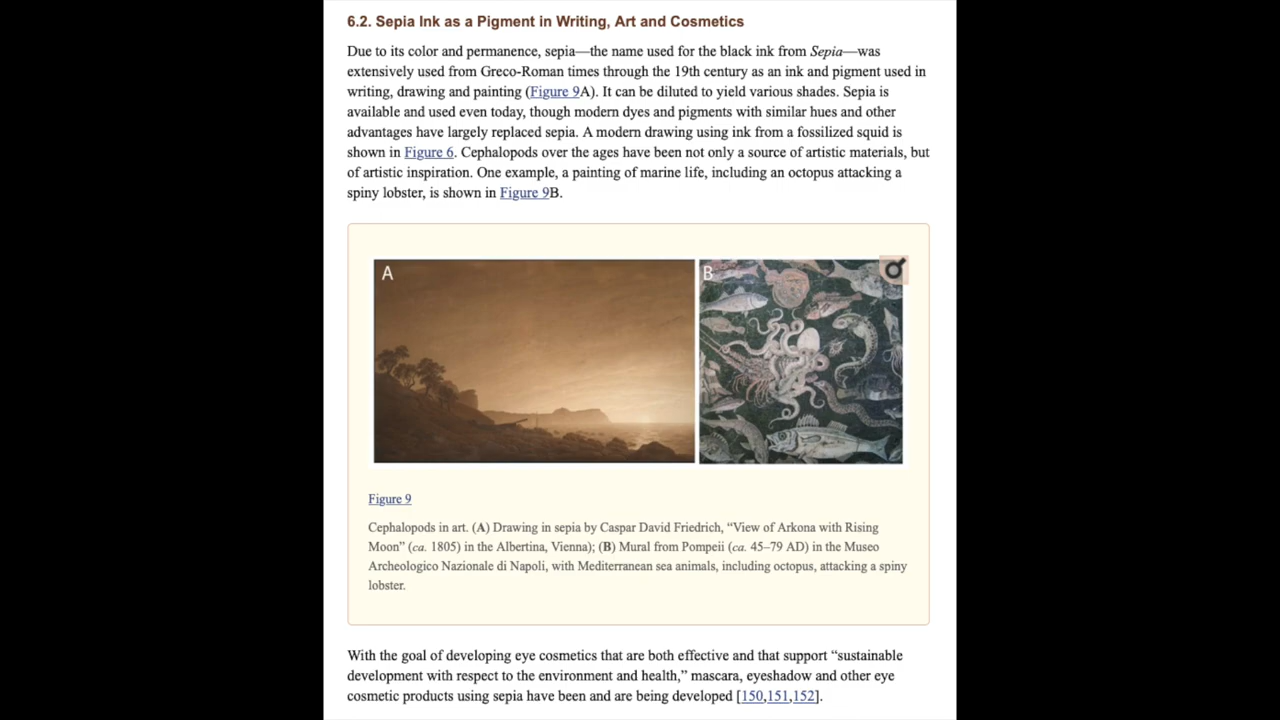 6.2. Sepia Ink as a Pigment in Writing, Art and Cosmetics
Due to its color and permanence, sepia—the name used for the black ink from Sepia—was
extensively used from Greco-Roman times through the 19th century as an ink and pigment used in
writing, drawing and painting (Figure 9A). It can be diluted to yield various shades. Sepia is
available and used even today, though modern dyes and pigments with similar hues and other
advantages have largely replaced sepia. A modern drawing using ink from a fossilized squid is
shown in Figure 6. Cephalopods over the ages have been not only a source of artistic materials, but
of artistic inspiration. One example, a painting of marine life, including an octopus attacking a
spiny lobster, is shown in Figure 9B.
A
B
Figure 9
Cephalopods in art. (A) Drawing in sepia by Caspar David Friedrich, “View of Arkona with Rising
Moon” (ca. 1805) in the Albertina, Vienna); (B) Mural from Pompeii (ca. 45–79 AD) in the Museo
Archeologico Nazionale di Napoli, with Mediterranean sea animals, including octopus, attacking a spiny
lobster.
With the goal of developing eye cosmetics that are both effective and that support “sustainable
development with respect to the environment and health,” mascara, eyeshadow and other eye
cosmetic products using sepia have been and are being developed [150,151,152].